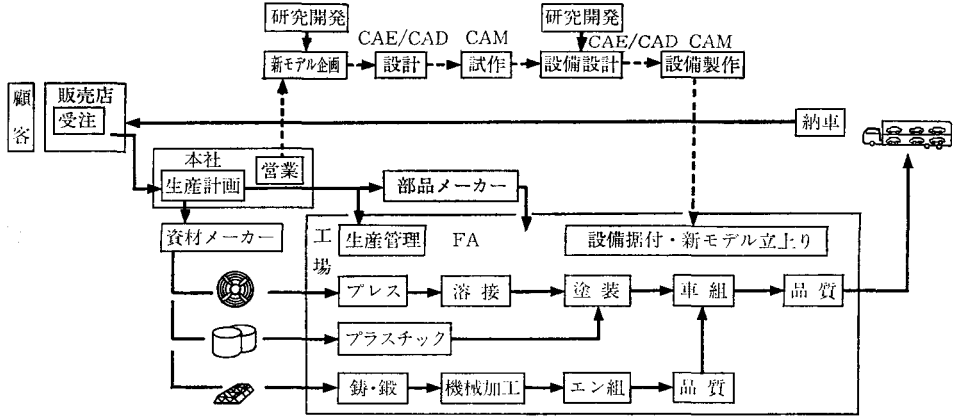 研究開発
研究開発
CAE/CAD CAM
CAE/CAD CAM
新モデル企画
設計
試作
設備設計
設備製作
顧客
販売店
受注
納車
本社
営業
生産計画
部品メーカー
資材メーカー
工場
生産管理
FA
設備据付・新モデル立上り
プレス
溶接
塗装
車組
品質
プラスチック
鋳・鍛
機械加工
エン組
品質